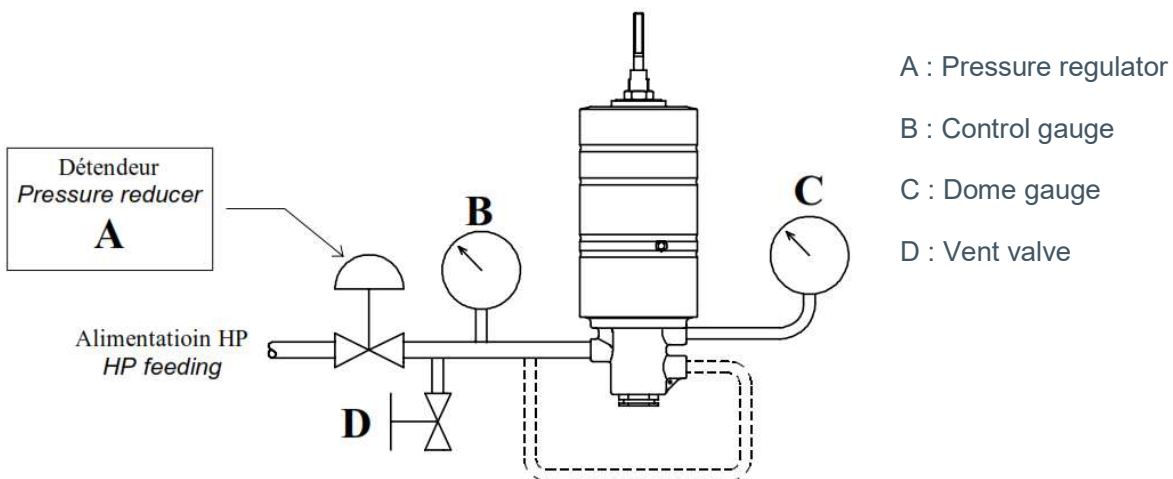 Détendeur
Pressure reducer
A
B
C
Alimentatioin HP
HP feeding
D
A : Pressure regulator
B : Control gauge
C : Dome gauge
D : Vent valve